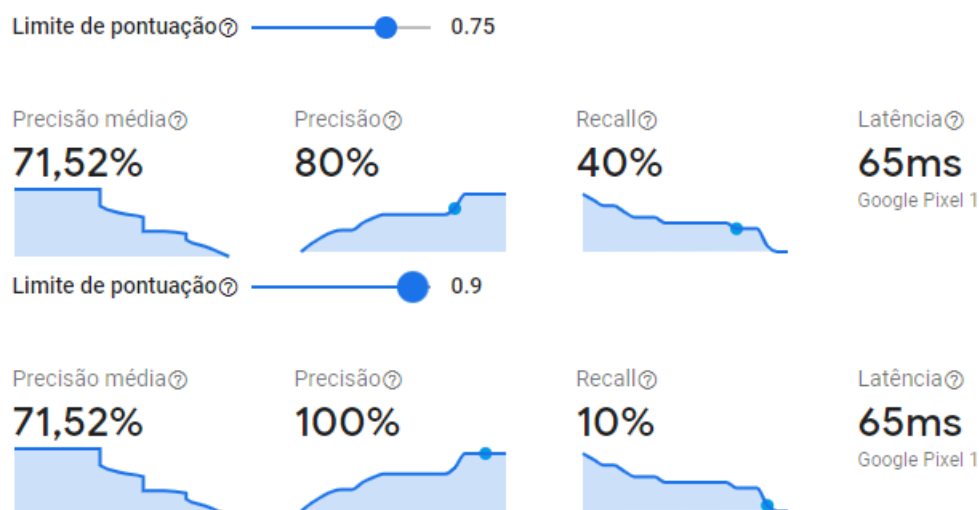 Limite de pontuação? 0.75
Precisão média? Precisão? Recall? Latência?
71,52% 80% 40% 65ms
Google Pixel 1
Limite de pontuação? 0.9
Precisão média? Precisão? Recall? Latência?
71,52% 100% 10% 65ms
Google Pixel 1